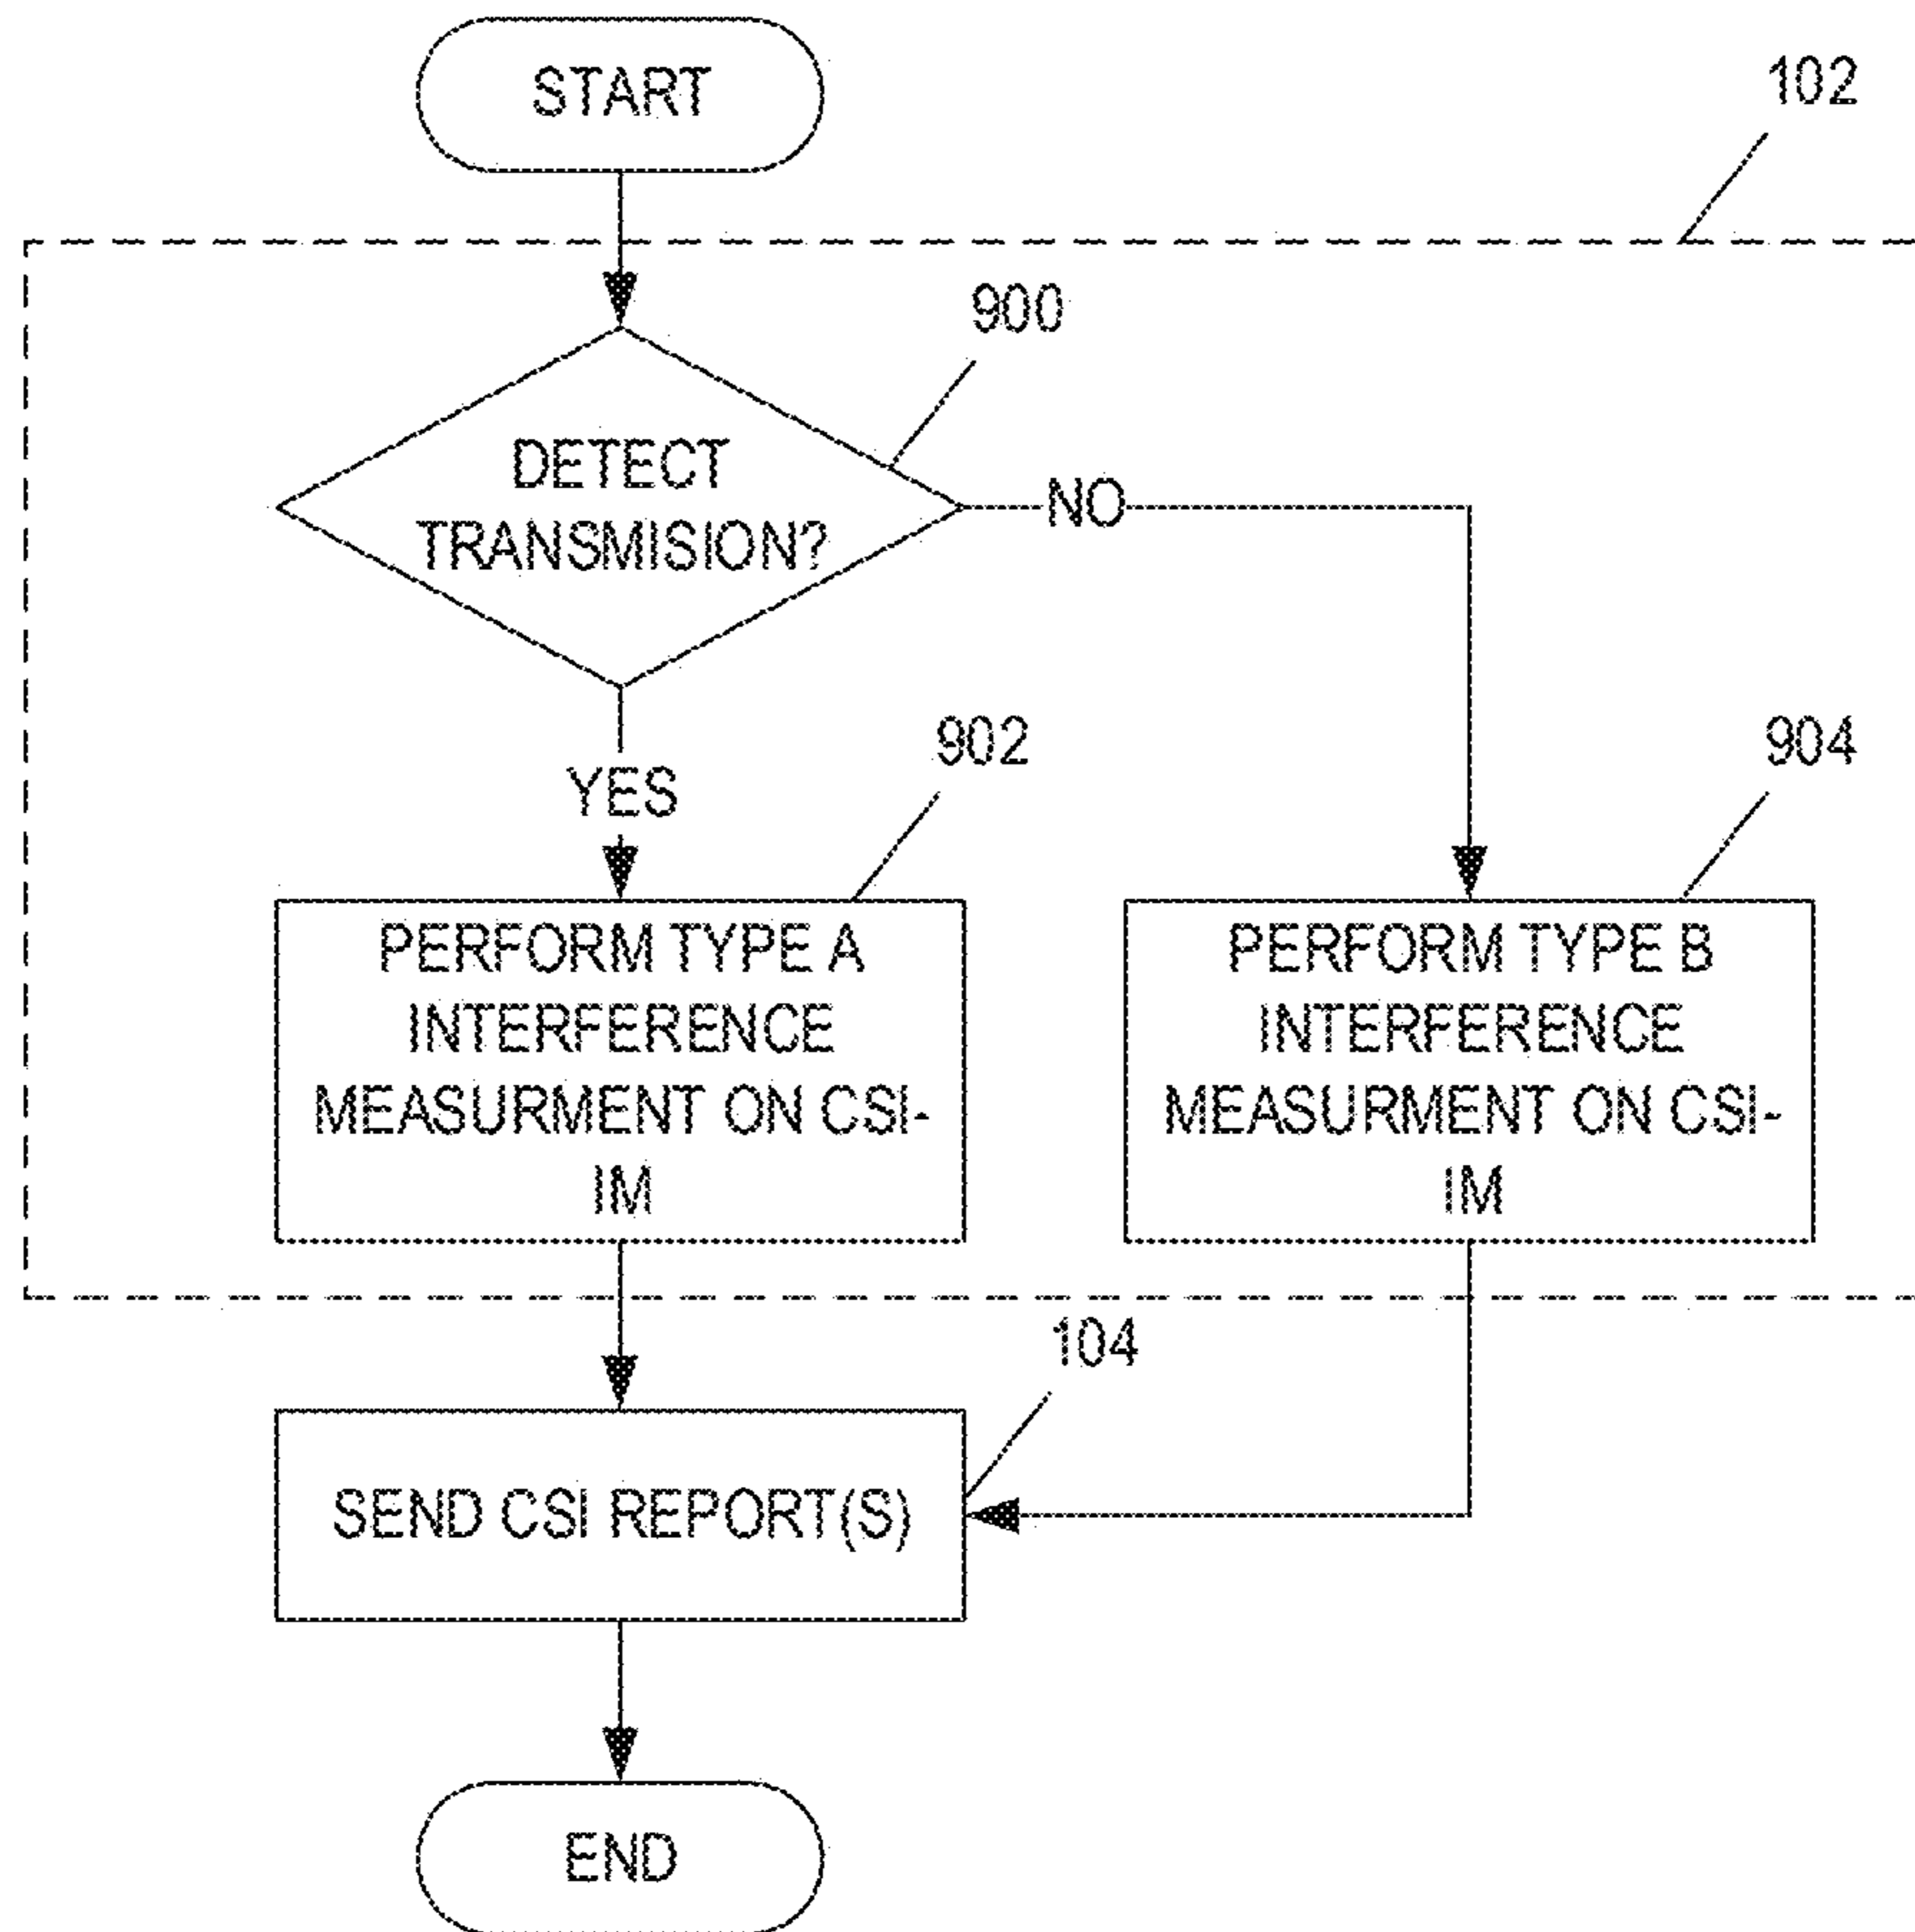 START
102
900
DETECT
TRANSMISION?
NO
YES
902
904
PERFORM TYPE A
INTERFERENCE
MEASURMENT ON CSI-
IM
PERFORM TYPE B
INTERFERENCE
MEASURMENT ON CSI-
IM
104
SEND CSI REPORT(S)
END